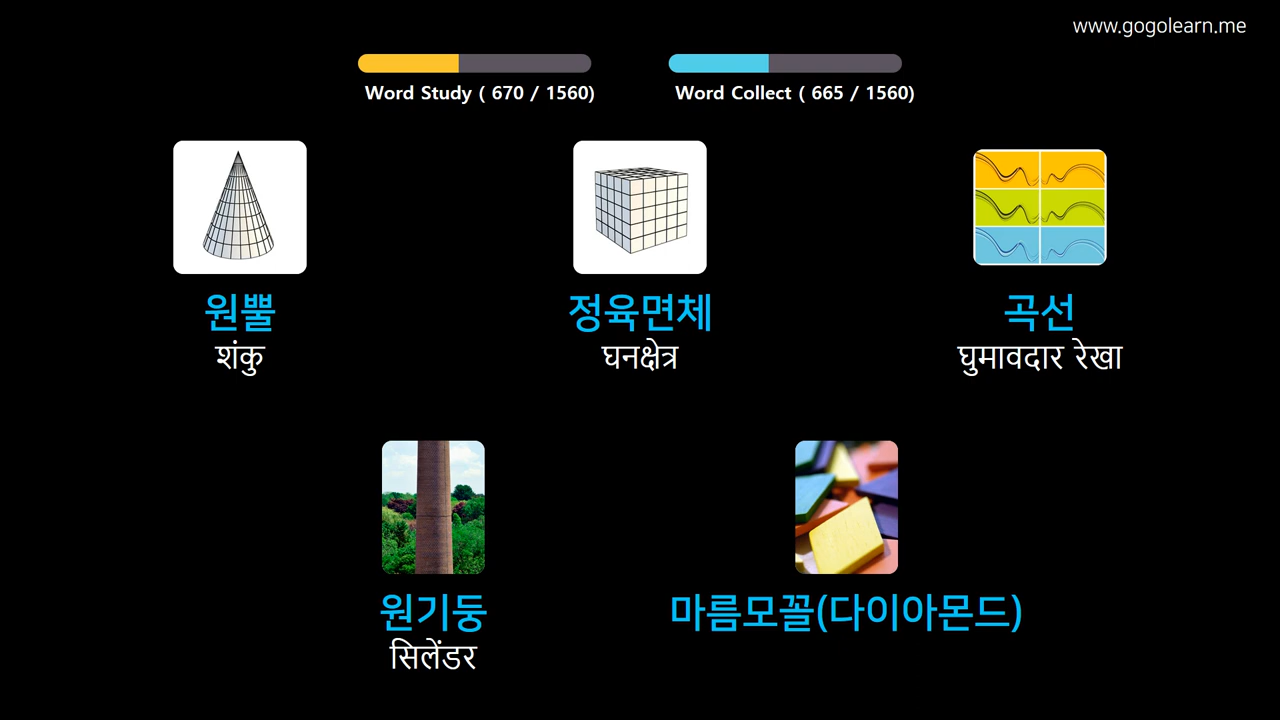 www.gogolearn.me
Word Study ( 670 / 1560)
Word Collect ( 665 / 1560)
원뿔
शंकु
정육면체
घनक्षेत्र
곡선
घुमावदार रेखा
원기둥
सिलेंडर
마름모꼴(다이아몬드)